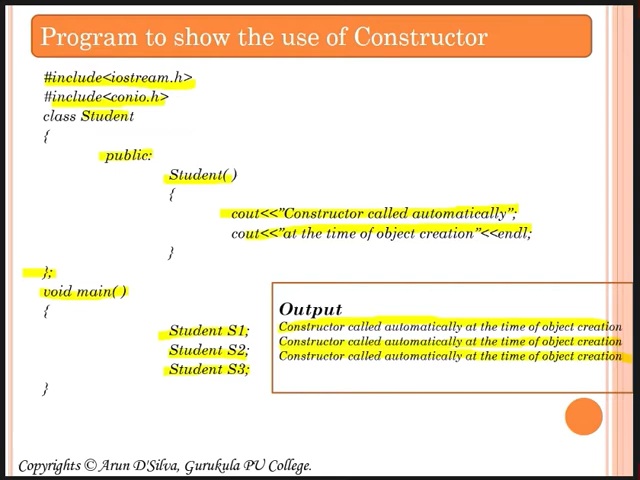 Program to show the use of Constructor
#include<iostream.h>
#include<conio.h>
class Student
{
public:
Student( )
{
cout<<”Constructor called automatically”;
cout<<”at the time of object creation”<<endl;
}
};
void main( )
{
Student S1;
Student S2;
Student S3;
}
Output
Constructor called automatically at the time of object creation
Constructor called automatically at the time of object creation
Constructor called automatically at the time of object creation
Copyrights © Arun D'Silva, Gurukula PU College.